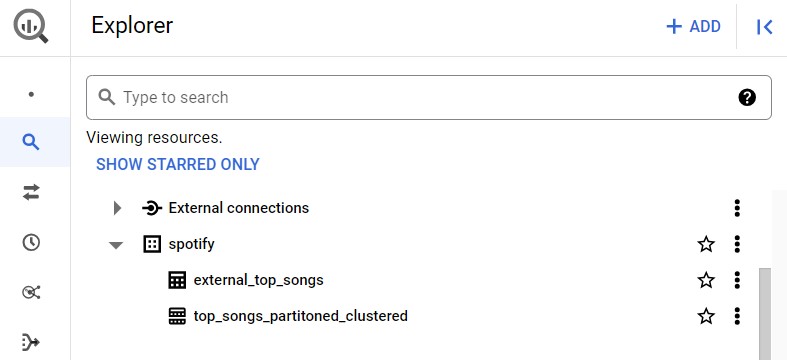 Explorer
+ ADD
Type to search
Viewing resources.
SHOW STARRED ONLY
External connections
spotify
external_top_songs
top_songs_partitoned_clustered